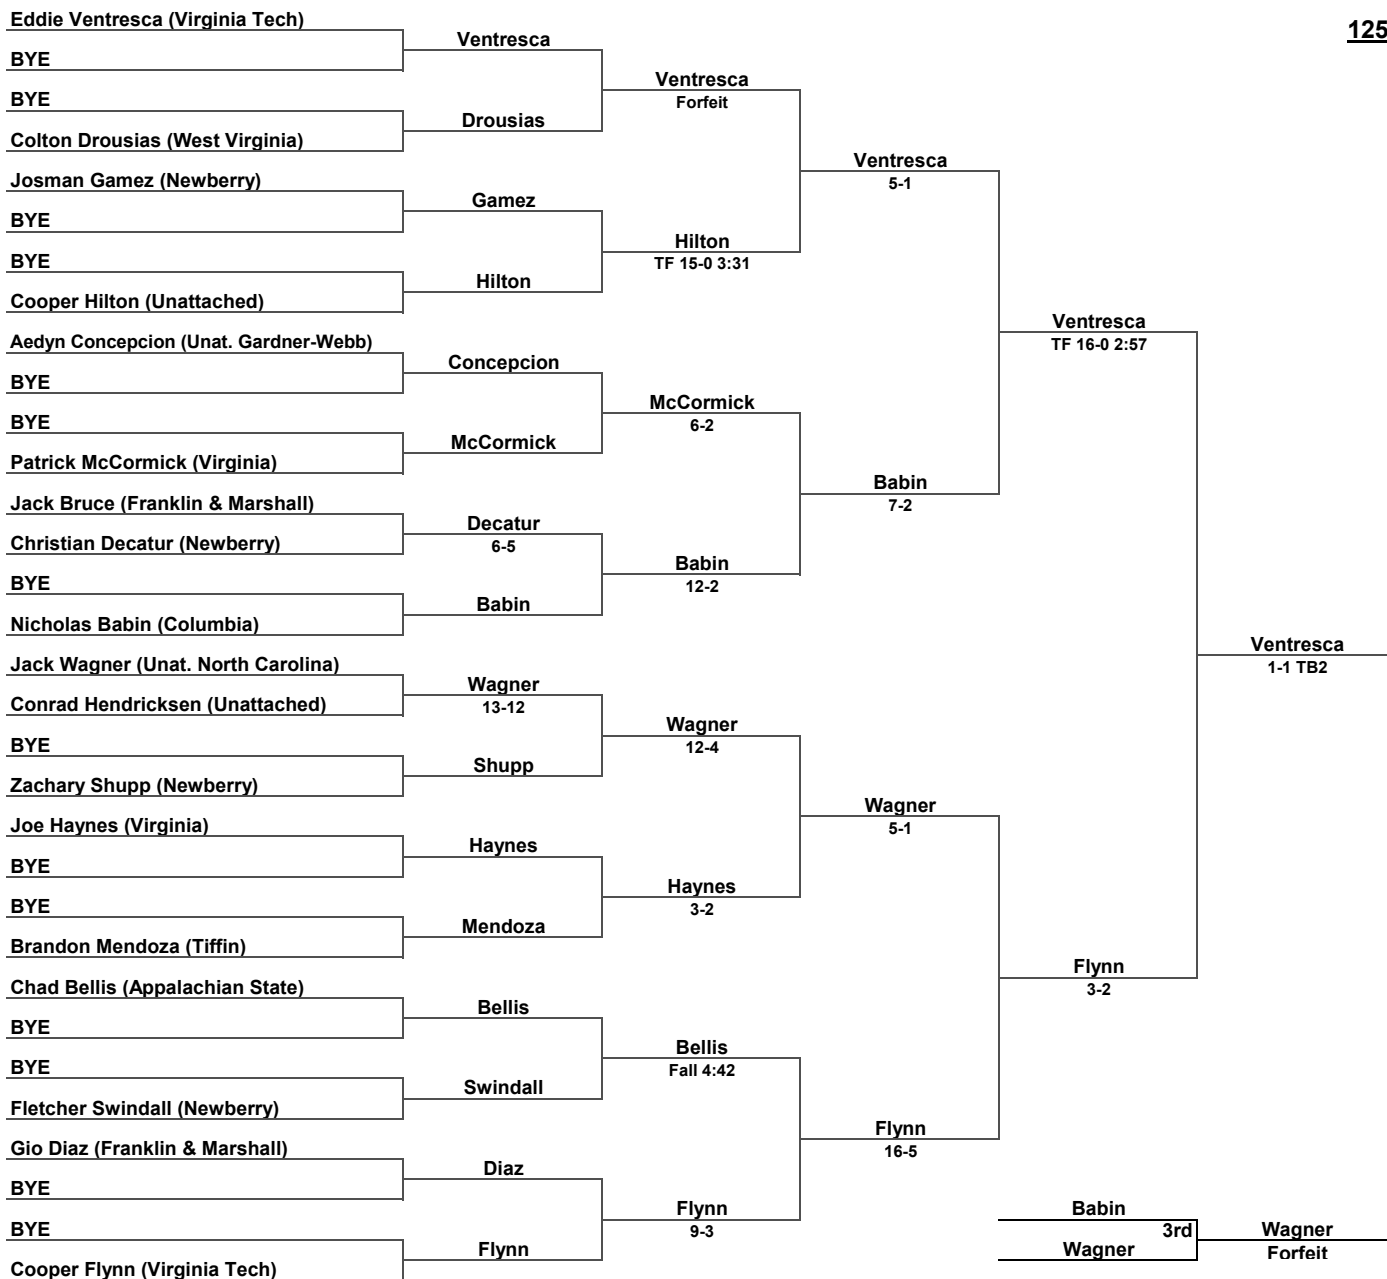 Eddie Ventresca (Virginia Tech)
BYE
BYE
Colton Drousias (West Virginia)
Josman Gamez (Newberry)
BYE
BYE
Cooper Hilton (Unattached)
Aedyn Concepcion (Unat. Gardner-Webb)
BYE
BYE
Patrick McCormick (Virginia)
Jack Bruce (Franklin & Marshall)
Christian Decatur (Newberry)
BYE
Nicholas Babin (Columbia)
Jack Wagner (Unat. North Carolina)
Conrad Hendricksen (Unattached)
BYE
Zachary Shupp (Newberry)
Joe Haynes (Virginia)
BYE
BYE
Brandon Mendoza (Tiffin)
Chad Bellis (Appalachian State)
BYE
BYE
Fletcher Swindall (Newberry)
Gio Diaz (Franklin & Marshall)
BYE
BYE
Cooper Flynn (Virginia Tech)
Ventresca
Drousias
Gamez
Hilton
Concepcion
McCormick
Decatur
6-5
Babin
Wagner
13-12
Shupp
Haynes
Mendoza
Bellis
Swindall
Diaz
Flynn
Ventresca
Forfeit
Hilton
TF 15-0 3:31
McCormick
6-2
Babin
12-2
Wagner
12-4
Haynes
3-2
Bellis
Fall 4:42
Flynn
9-3
Ventresca
5-1
Babin
7-2
Wagner
5-1
Flynn
16-5
Ventresca
TF 16-0 2:57
Flynn
3-2
125
Ventresca
1-1 TB2
Babin
3rd
Wagner
Wagner
Forfeit